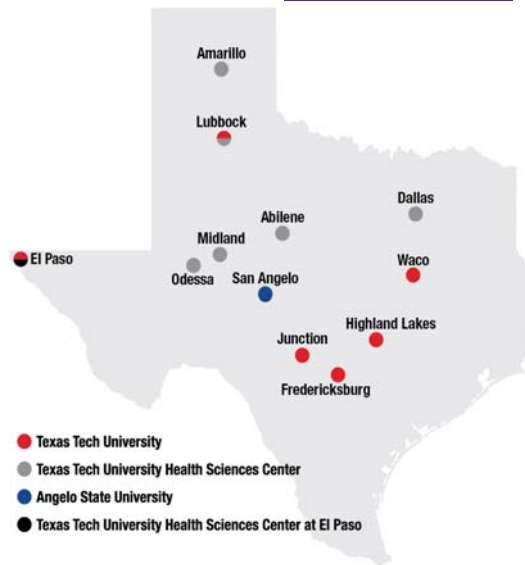 Amarillo
Lubbock
Dallas
Abilene
Midland
Waco
El Paso
Odessa
San Angelo
Highland Lakes
Junction
Fredericksburg
Texas Tech University
Texas Tech University Health Sciences Center
Angelo State University
Texas Tech University Health Sciences Center at El Paso